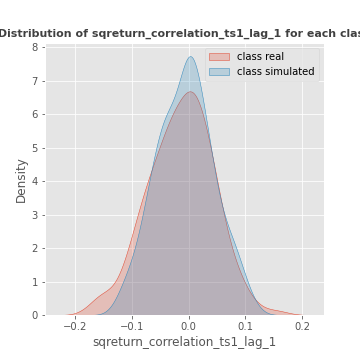 Distribution of sqreturn_correlation_ts1_lag_1 for each clas
class real
class simulated
8
7
6
5
4
3
2
1
0
Density
−0.2 −0.1 0.0 0.1 0.2
sqreturn_correlation_ts1_lag_1